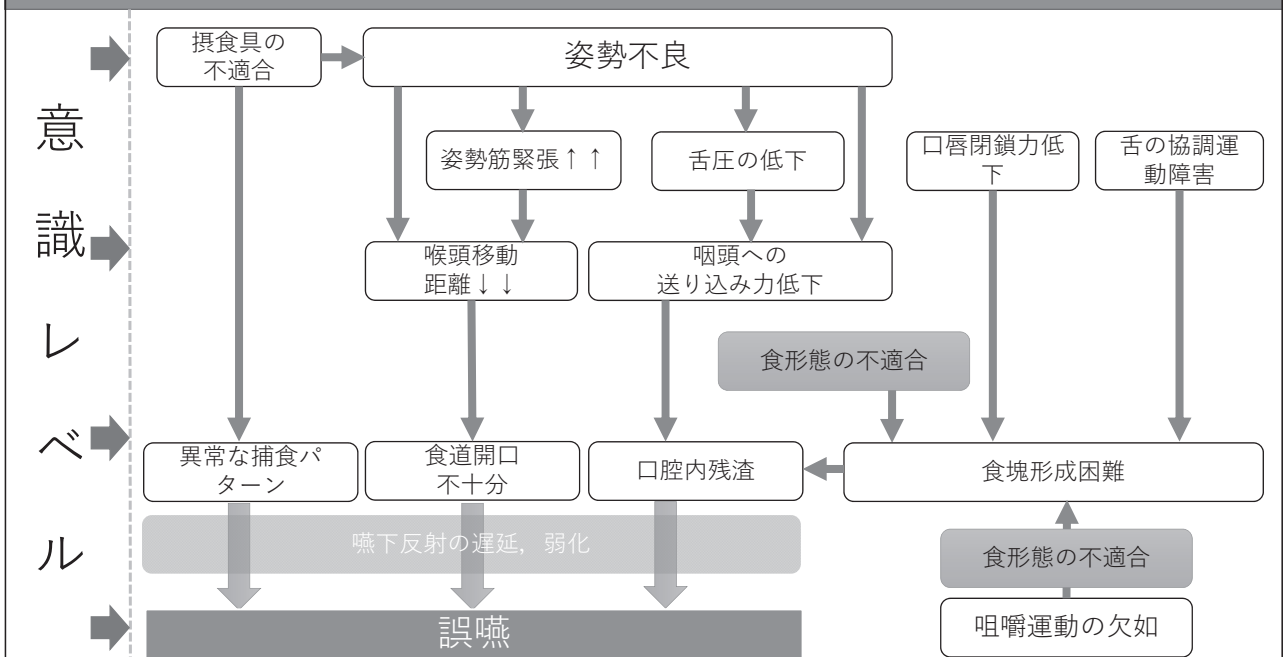 意識レベル
摂食具の
不適合
姿勢不良
姿勢筋緊張↑↑
舌圧の低下
口唇閉鎖力低
下
舌の協調運
動障害
喉頭移動
距離↓↓
咽頭への
送り込み力低下
食形態の不適合
異常な捕食パ
ターン
食道開口
不十分
口腔内残渣
食塊形成困難
嚥下反射の遅延，弱化
食形態の不適合
誤嚥
咀嚼運動の欠如